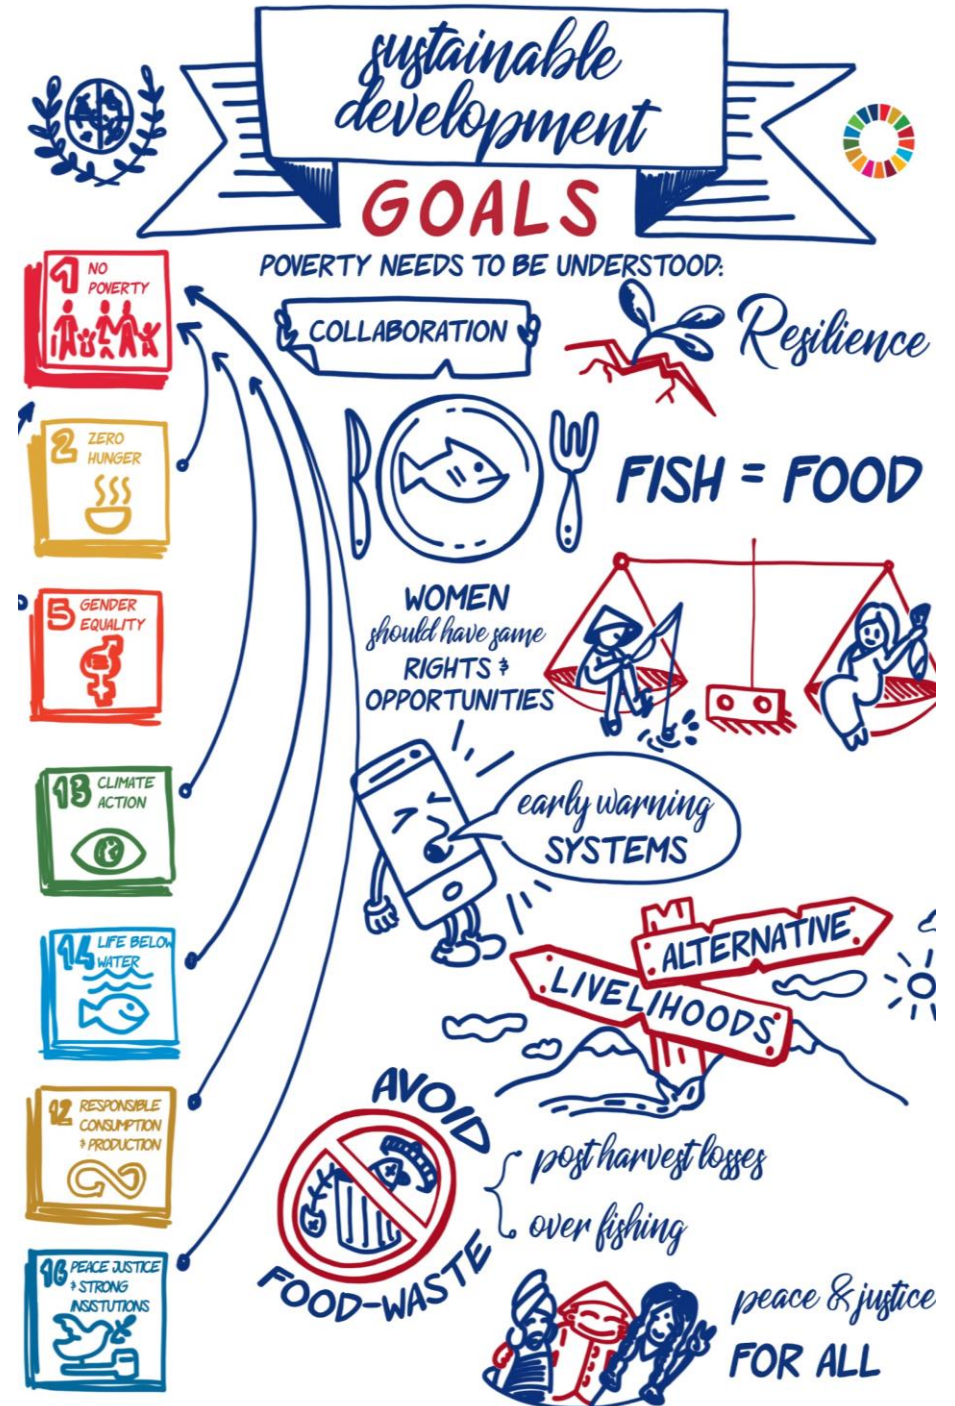 sustainable
development
GOALS
POVERTY NEEDS TO BE UNDERSTOOD:
1 NO
POVERTY
COLLABORATION
Resilience
2 ZERO
HUNGER
FISH = FOOD
5 GENDER
EQUALITY
WOMEN
should have same
RIGHTS &
OPPORTUNITIES
13 CLIMATE
ACTION
early warning
SYSTEMS
14 LIFE BELOW
WATER
ALTERNATIVE
LIVELIHOODS
12 RESPONSIBLE
CONSUMPTION
& PRODUCTION
AVOID
FOOD-WASTE
post harvest losses
over fishing
16 PEACE JUSTICE
& STRONG
INSISTUTIONS
peace & justice
FOR ALL